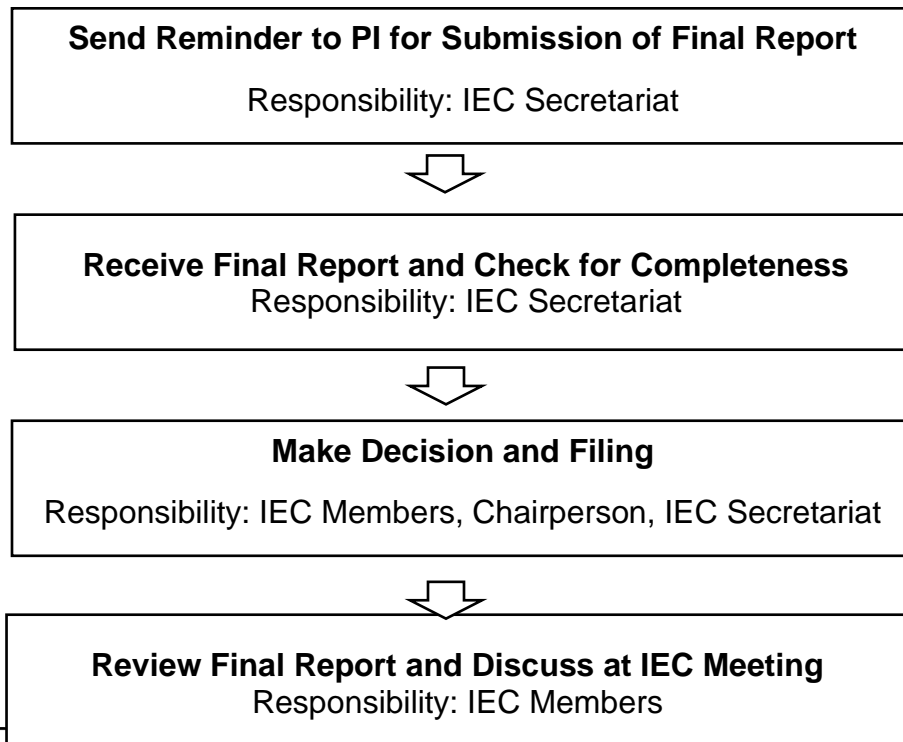 Send Reminder to PI for Submission of Final Report
Responsibility: IEC Secretariat
Receive Final Report and Check for Completeness
Responsibility: IEC Secretariat
Make Decision and Filing
Responsibility: IEC Members, Chairperson, IEC Secretariat
Review Final Report and Discuss at IEC Meeting
Responsibility: IEC Members